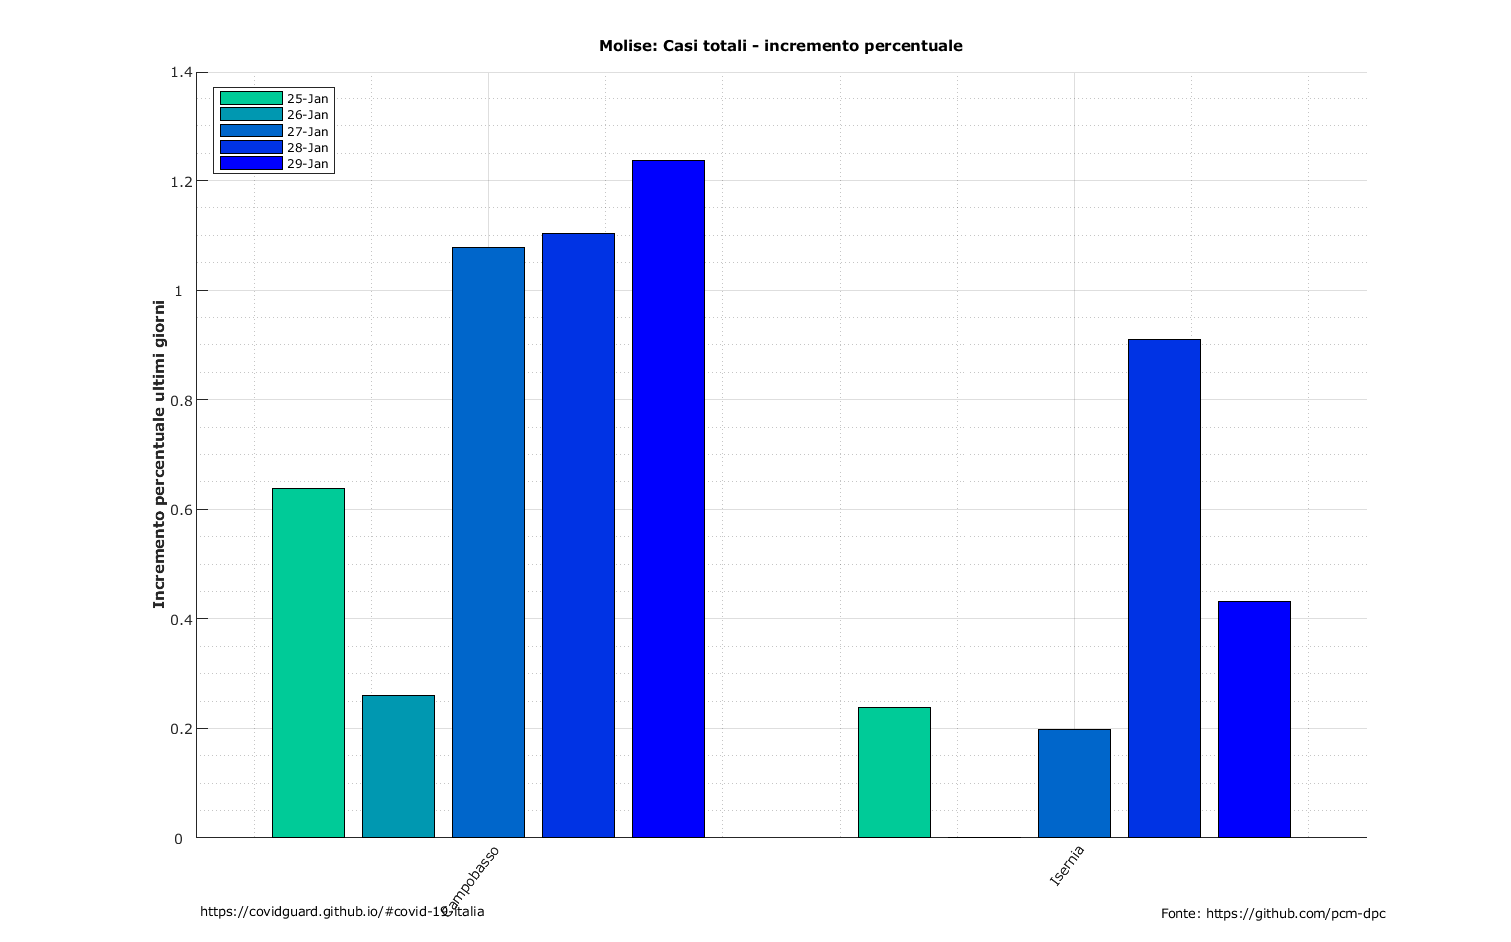 Molise: Casi totali - incremento percentuale
Incremento percentuale ultimi giorni
1.4
1.2
1
0.8
0.6
0.4
0.2
0
25-Jan
26-Jan
27-Jan
28-Jan
29-Jan
Campobasso
Isernia
https://covidguard.github.io/#covid-19-italia
Fonte: https://github.com/pcm-dpc